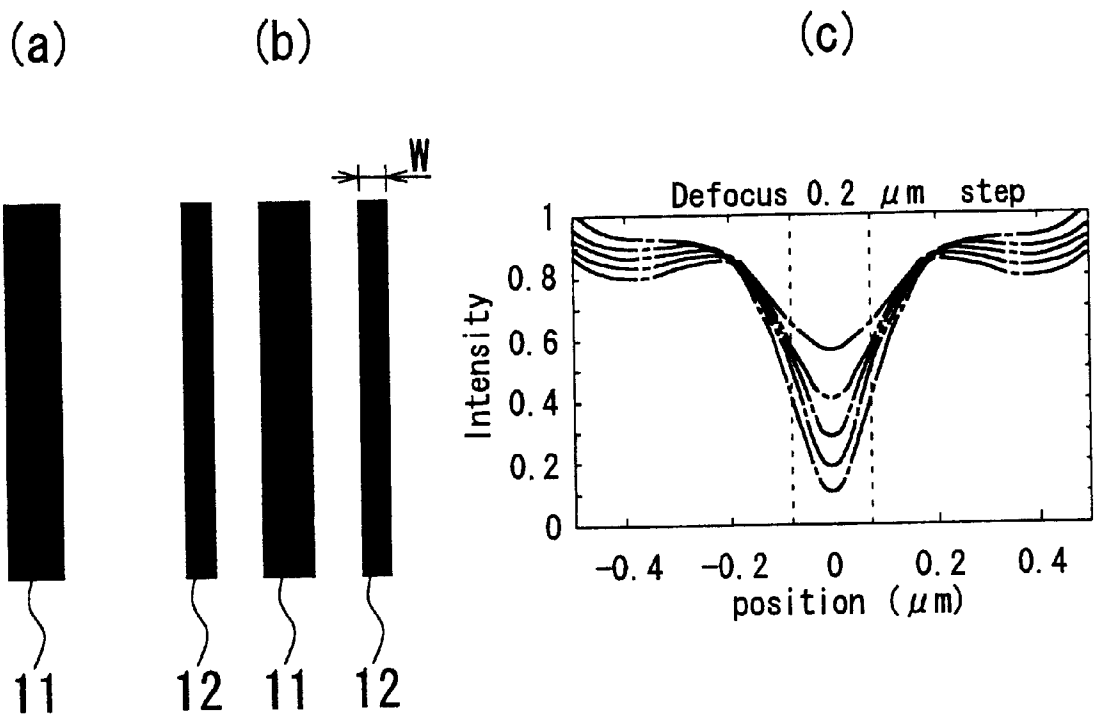 (a)
(b)
(c)
W
Defocus 0.2 μm step
1
0.8
0.6
0.4
0.2
0
Intensity
-0.4 -0.2 0 0.2 0.4
position (μm)
11 12 11 12